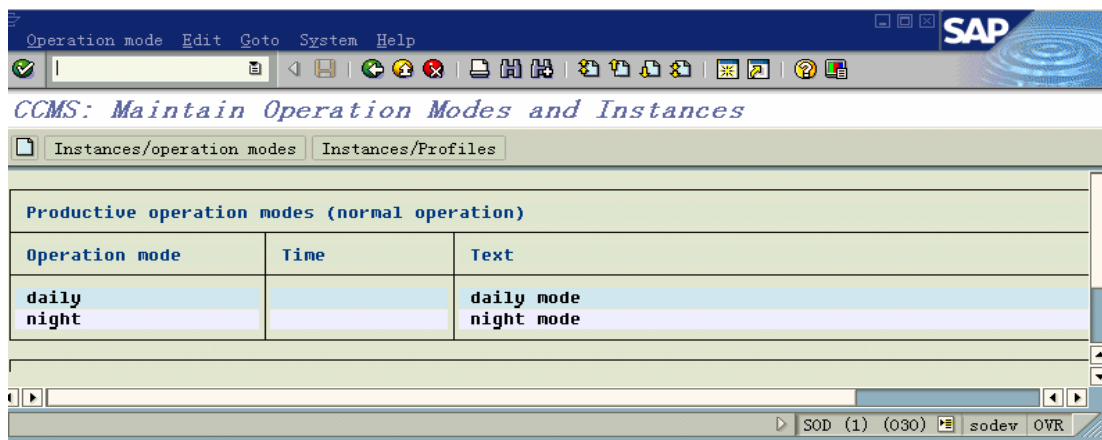 Operation mode Edit Goto System Help
SAP
CCMS: Maintain Operation Modes and Instances
Instances/operation modes Instances/Profiles
Productive operation modes (normal operation)
Operation mode Time Text
daily daily mode
night night mode
SOD (1) (030) sodev OVR